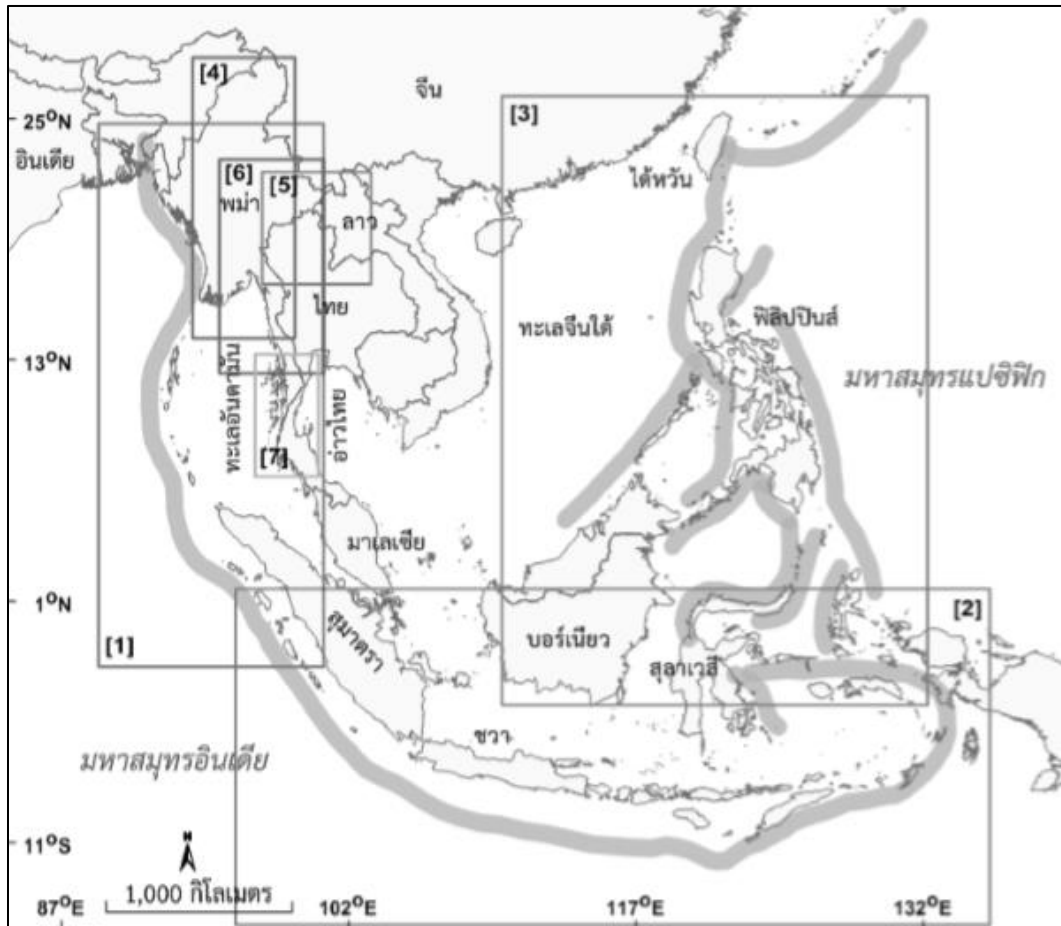 [4]
จีน
25°N
[3]
อินเดีย
[6]
[5]
ไต้หวัน
พม่า
ลาว
ไทย
ทะเลจีนใต้
ฟิลิปปินส์
13°N
มหาสมุทรแปซิฟิก
ทะเลอันดามัน
อ่าวไทย
[7]
มาเลเซีย
1°N
[2]
[1]
สุมาตรา
บอร์เนียว
สุลาเวสี
ชวา
มหาสมุทรอินเดีย
N
11°S
1,000 กิโลเมตร
87°E
102°E
117°E
132°E